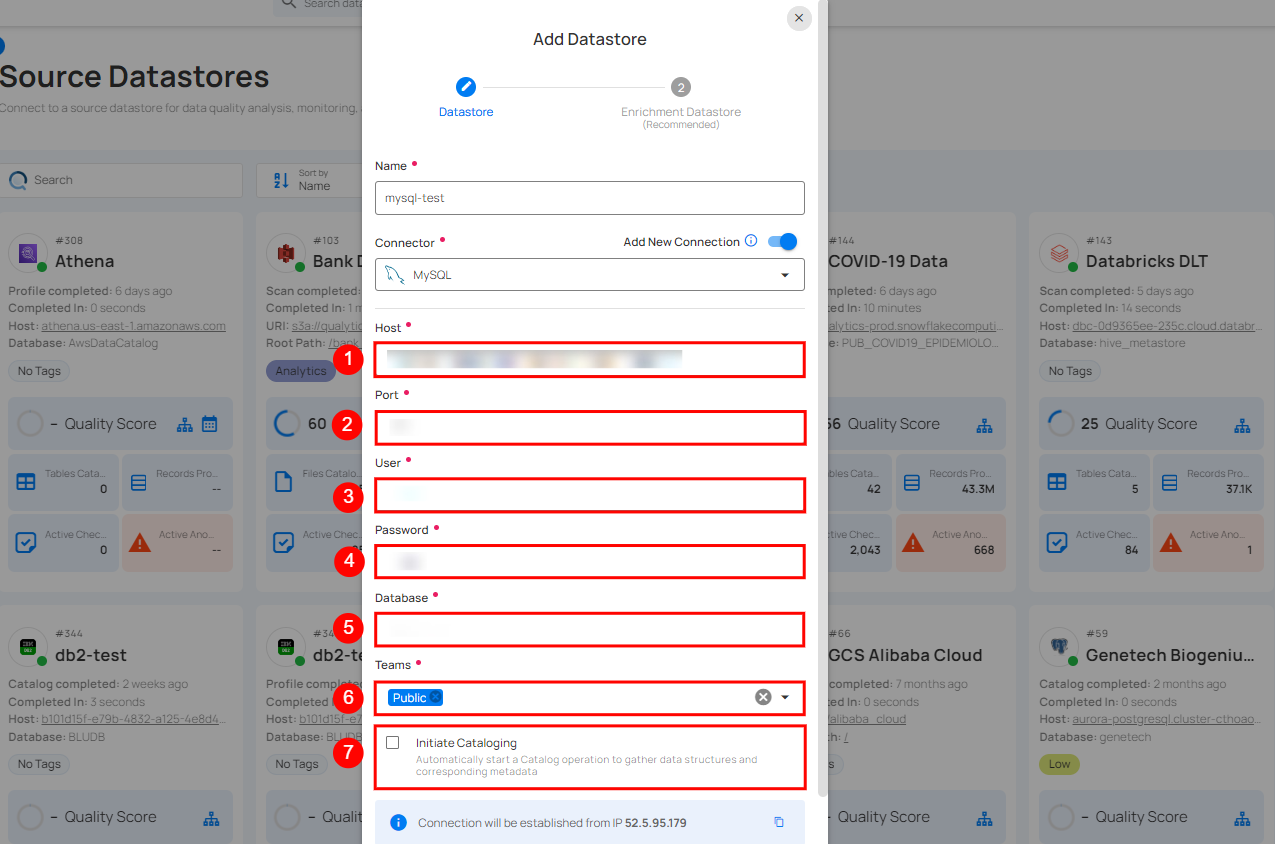 Search data
Source Datastores
Connect to a source datastore for data quality analysis, monitoring,
Search
Sort by
Name
#308
Athena
Profile completed: 6 days ago
Completed In: 0 seconds
Host: athena.us-east-1.amazonaws.com
Database: AwsDataCatalog
No Tags
– Quality Score
Tables Cata...
0
Records Pro...
--
Active Chec...
0
Active Ano...
--
#103
Bank D
Scan completed:
Completed In: 1 m
URI: s3a://qualytic
Root Path: /bank_
Analytics
60
Files Catalo
Active Chec
#344
db2-test
Catalog completed: 2 weeks ago
Completed In: 3 seconds
Host: b101d15f-e79b-4832-a125-4e8d4...
Database: BLUDB
No Tags
– Quality Score
#34
db2-te
Profile completed
Completed In:
Host: b101d15f-e7
Database: BLUDB
No Tags
–
Add Datastore
Datastore
2
Enrichment Datastore
(Recommended)
Name
mysql-test
Connector
Add New Connection
MySQL
Host
1
Port
2
User
3
Password
4
Database
5
Teams
6
Public
7
Initiate Cataloging
Automatically start a Catalog operation to gather data structures and
corresponding metadata
Connection will be established from IP 52.5.95.179
#144
COVID-19 Data
6 days ago
10 minutes
alytics-prod.snowflakecomputi...
PUB_COVID19_EPIDEMIOLO...
56 Quality Score
Tables Cata...
42
Records Pro...
43.3M
Active Chec...
2,043
Active Ano...
668
#143
Databricks DLT
Scan completed: 5 days ago
Completed In: 14 seconds
Host: dbc-0d9365ee-235c.cloud.databr...
Database: hive_metastore
No Tags
25 Quality Score
Tables Cata...
5
Records Pro...
37.1K
Active Chec...
84
Active Ano...
1
#66
GCS Alibaba Cloud
7 months ago
0 seconds
/alibaba_cloud
th: /
Quality Score
#59
Genetech Biogeniu...
Catalog completed: 2 months ago
Completed In: 0 seconds
Host: aurora-postgresql.cluster-cthoao...
Database: genetech
Low
– Quality Score